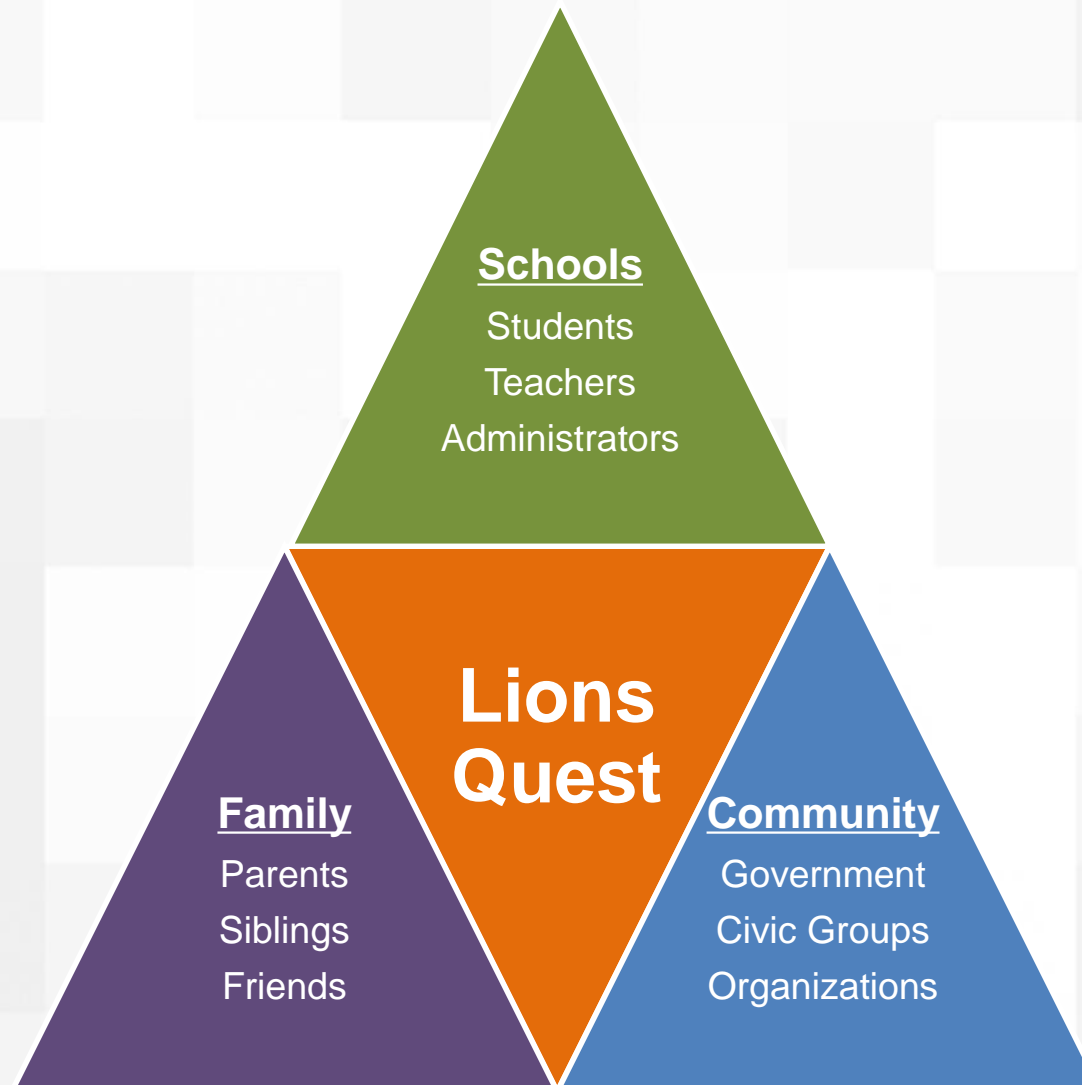 Schools
Students
Teachers
Administrators
Lions
Quest
Family
Parents
Siblings
Friends
Community
Government
Civic Groups
Organizations